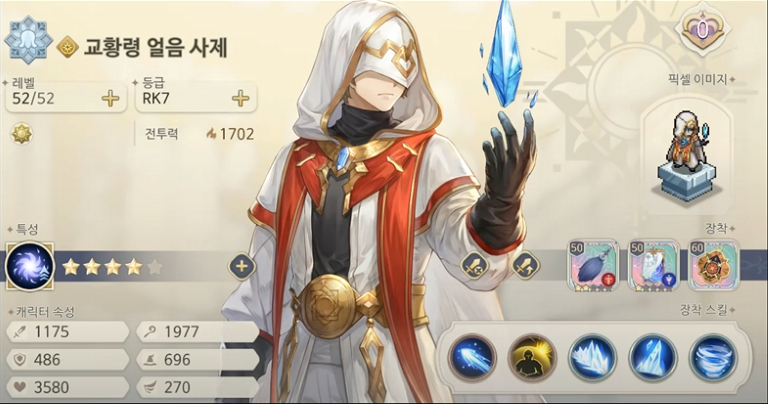 교황령 얼음 사제
0
레벨
52/52
등급
RK7
전투력 1702
픽셀 이미지
특성
장착
50 50 60
캐릭터 속성
장착 스킬
1175 1977
486 696
3580 270